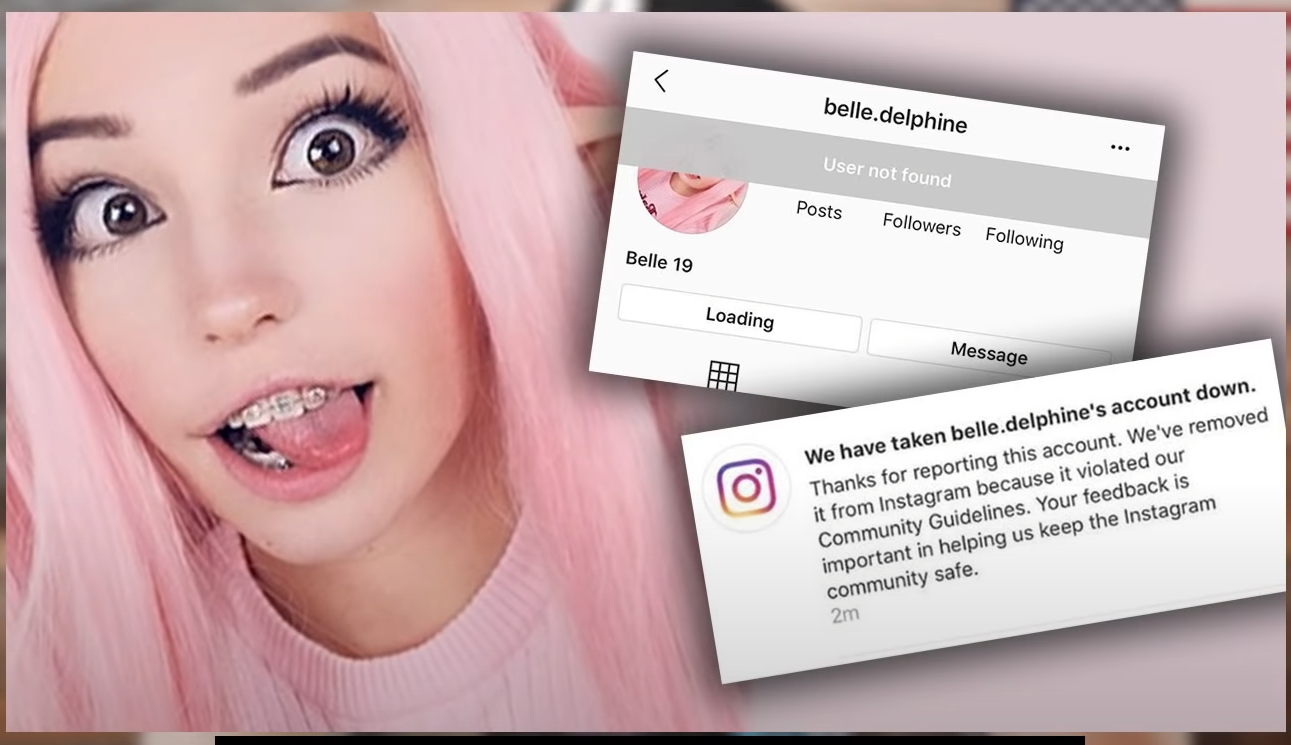 belle.delphine
User not found
Posts Followers Following
Belle 19
Loading Message
We have taken belle.delphine's account down.
Thanks for reporting this account. We've removed
it from Instagram because it violated our
Community Guidelines. Your feedback is
important in helping us keep the Instagram
community safe.
2m